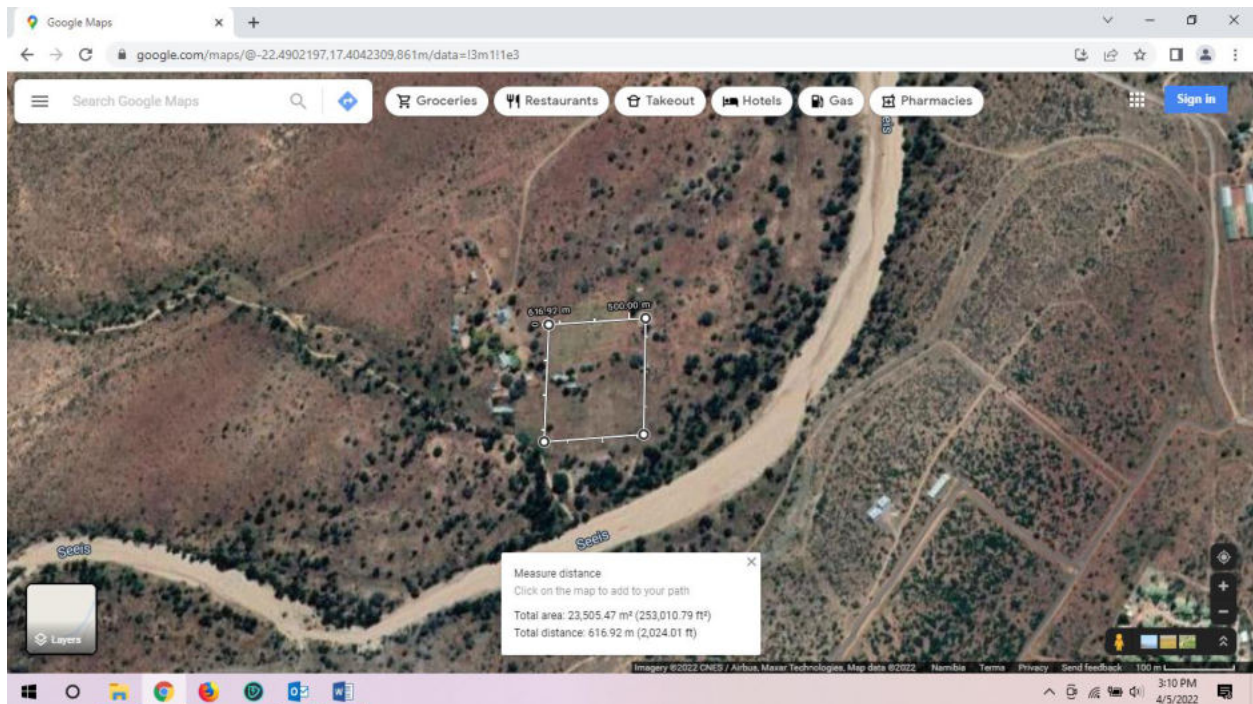 Google Maps
google.com/maps/@-22.4902197,17.4042309,861m/data=!3m1!1e3
Search Google Maps
Groceries
Restaurants
Takeout
Hotels
Gas
Pharmacies
Sign in
eis
616.92 m
500.00 m
0
Seeis
Seeis
Measure distance
Click on the map to add to your path
Total area: 23,505.47 m² (253,010.79 ft²)
Total distance: 616.92 m (2,024.01 ft)
Layers
Imagery ©2022 CNES / Airbus, Maxar Technologies, Map data ©2022 Namibia Terms Privacy Send feedback 100 m
3:10 PM
4/5/2022